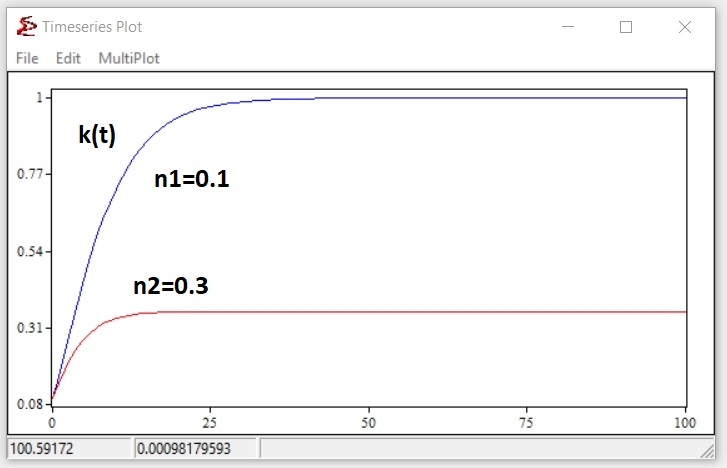 Timeseries Plot
File Edit MultiPlot
1
k(t)
0.77
n1=0.1
0.54
n2=0.3
0.31
0.08
0 25 50 75 100
100.59172 0.00098179593